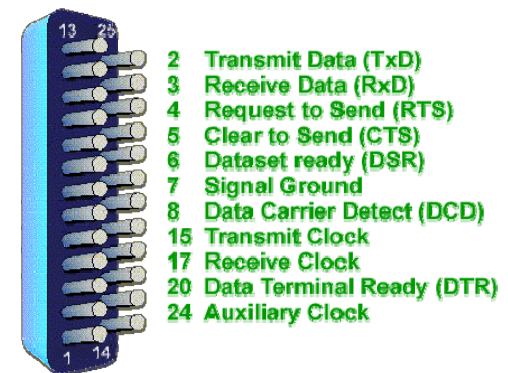 13 25
2 Transmit Data (TxD)
3 Receive Data (RxD)
4 Request to Send (RTS)
5 Clear to Send (CTS)
6 Dataset ready (DSR)
7 Signal Ground
8 Data Carrier Detect (DCD)
15 Transmit Clock
17 Receive Clock
20 Data Terminal Ready (DTR)
24 Auxiliary Clock
1 14